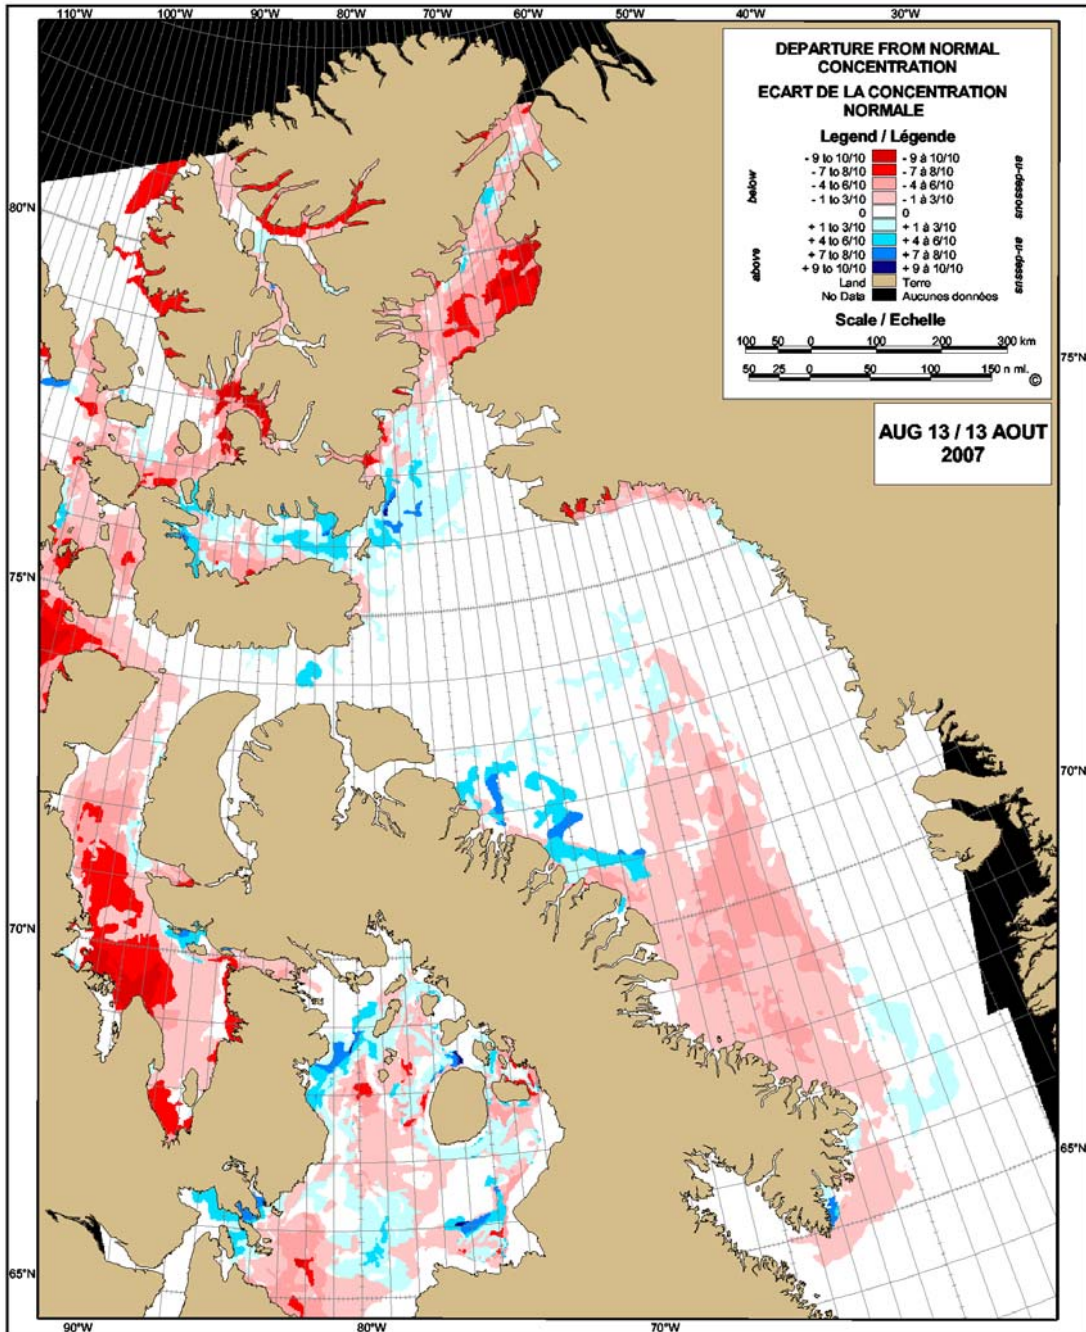 110°W 100°W 90°W 80°W 70°W 60°W 50°W 40°W 30°W
DEPARTURE FROM NORMAL
CONCENTRATION
ECART DE LA CONCENTRATION
NORMALE
Legend / Légende
below
above
- 9 to 10/10 - 9 à 10/10
- 7 to 8/10 - 7 à 8/10
- 4 to 6/10 - 4 à 6/10
- 1 to 3/10 - 1 à 3/10
0 0
+ 1 to 3/10 + 1 à 3/10
+ 4 to 6/10 + 4 à 6/10
+ 7 to 8/10 + 7 à 8/10
+ 9 to 10/10 + 9 à 10/10
Land Terre
No Data Aucunes données
au-dessous
au-dessus
Scale / Echelle
100 50 0 100 200 300 km
50 25 0 50 100 150 n mi.
©
AUG 13 / 13 AOUT
2007
80°N
75°N
75°N
70°N
70°N
65°N
65°N
90°W 80°W 70°W